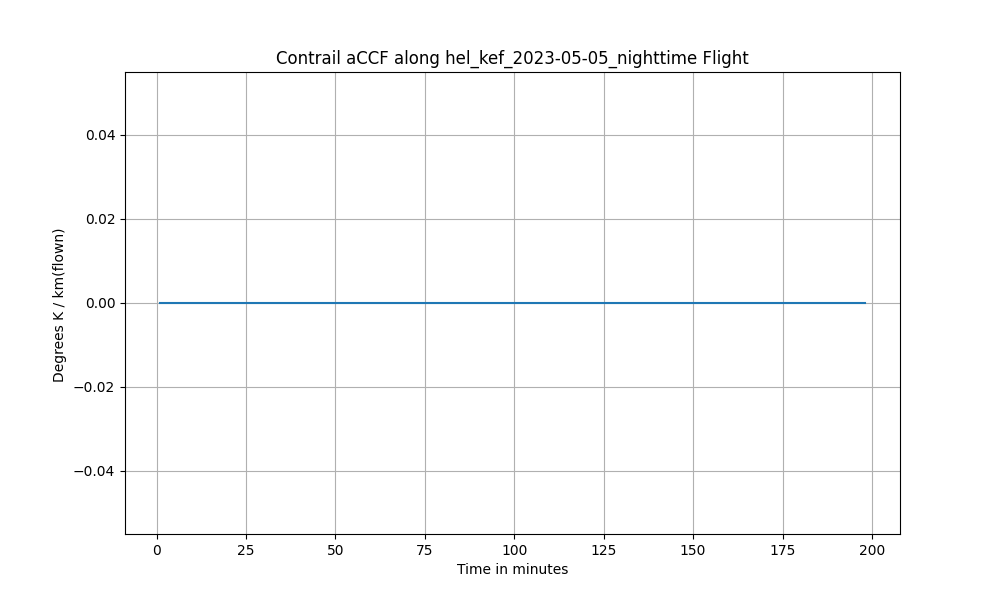 Contrail aCCF along hel_kef_2023-05-05_nighttime Flight
Degrees K / km(flown)
0.04
0.02
0.00
−0.02
−0.04
0 25 50 75 100 125 150 175 200
Time in minutes